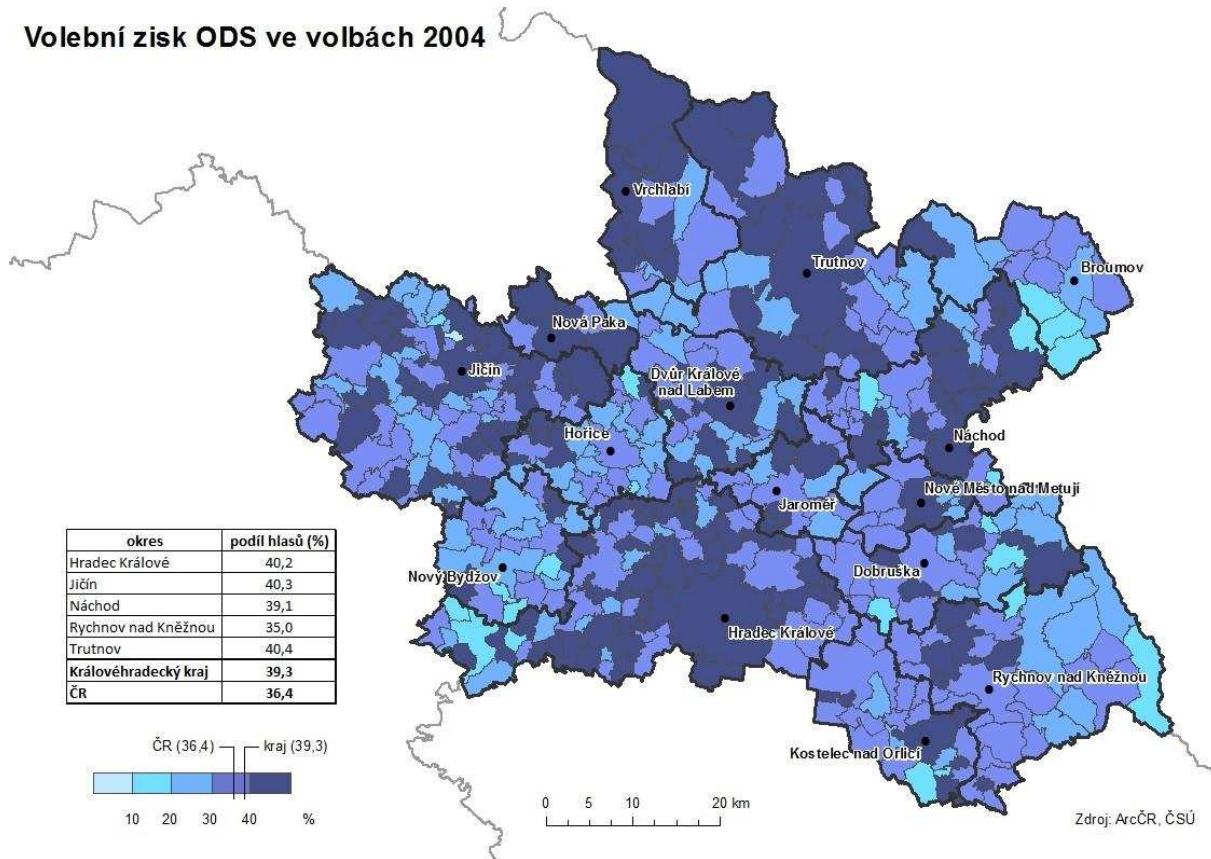 Volební zisk ODS ve volbách 2004
Vrchlabí
Trutnov
Broumov
Nová Paka
Jičín
Dvůr Králové
nad Labem
Hořice
Náchod
Jaroměř
Nové Město nad Metují
Nový Bydžov
Dobruška
Hradec Králové
Rychnov nad Kněžnou
Kostelec nad Orlicí
okres podíl hlasů (%)
Hradec Králové 40,2
Jičín 40,3
Náchod 39,1
Rychnov nad Kněžnou 35,0
Trutnov 40,4
Královéhradecký kraj 39,3
ČR 36,4
ČR (36,4) kraj (39,3)
10 20 30 40 %
0 5 10 20 km
Zdroj: ArcČR, ČSÚ